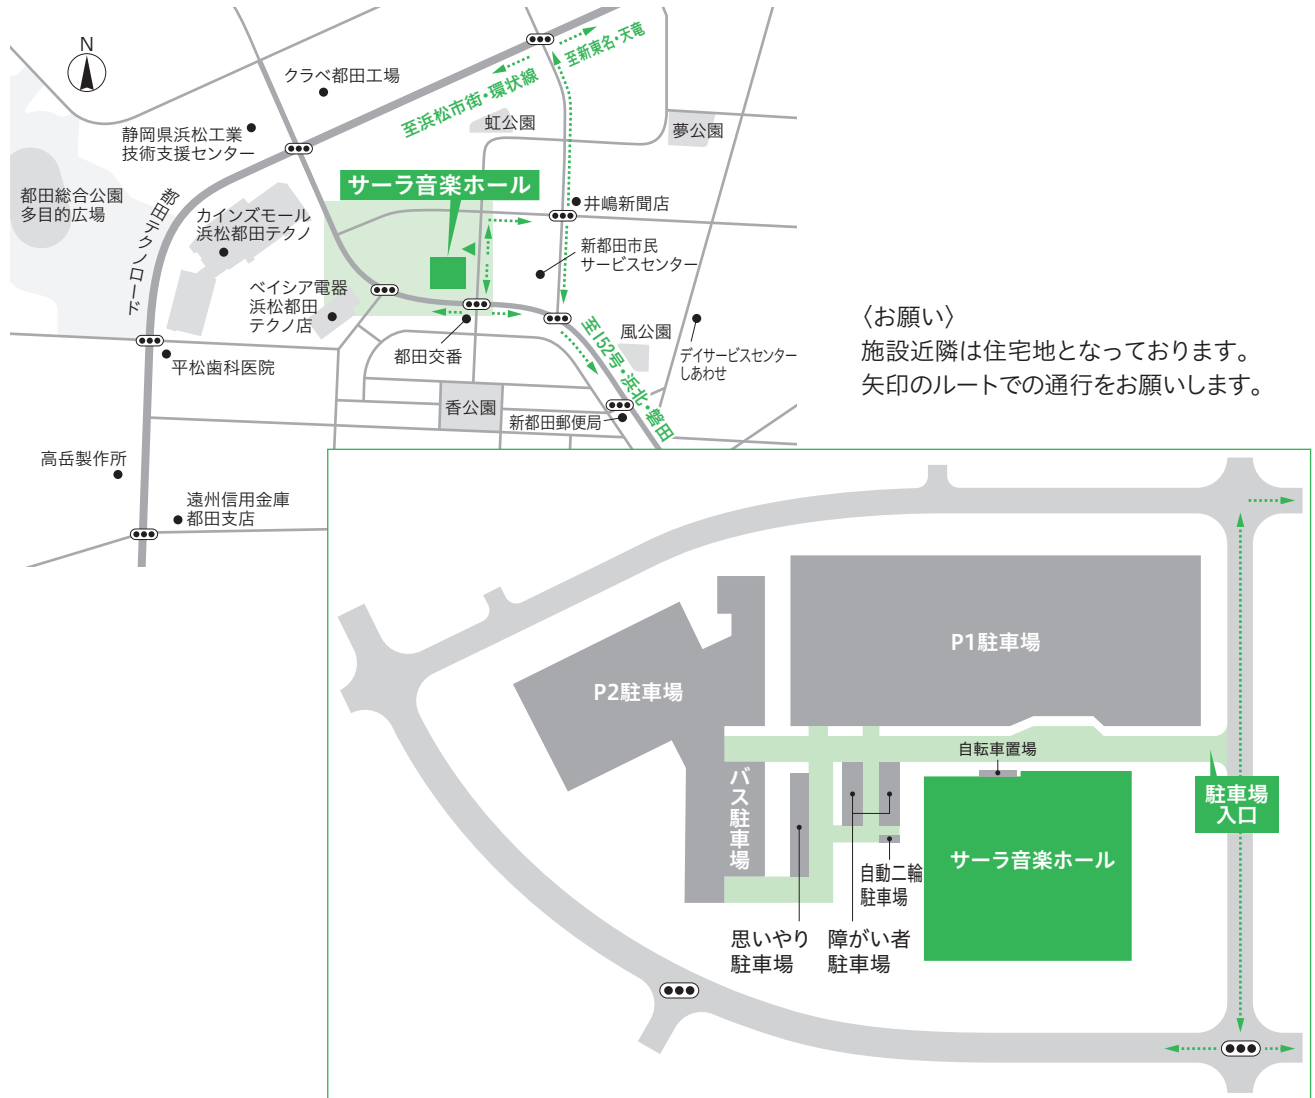 N
クラベ都田工場
至新東名・天竜
至浜松市街・環状線
静岡県浜松工業
技術支援センター
虹公園
夢公園
都田総合公園
多目的広場
都田テクノロード
カインズモール
浜松都田テクノ
サーラ音楽ホール
井嶋新聞店
新都田市民
サービスセンター
ベイシア電器
浜松都田
テクノ店
都田交番
風公園
至152号・浜北・磐田
デイサービスセンター
しあわせ
平松歯科医院
香公園
新都田郵便局
高岳製作所
遠州信用金庫
都田支店
〈お願い〉
施設近隣は住宅地となっております。
矢印のルートでの通行をお願いします。
P1駐車場
P2駐車場
自転車置場
バス駐車場
駐車場
入口
サーラ音楽ホール
自動二輪
駐車場
思いやり
駐車場
障がい者
駐車場